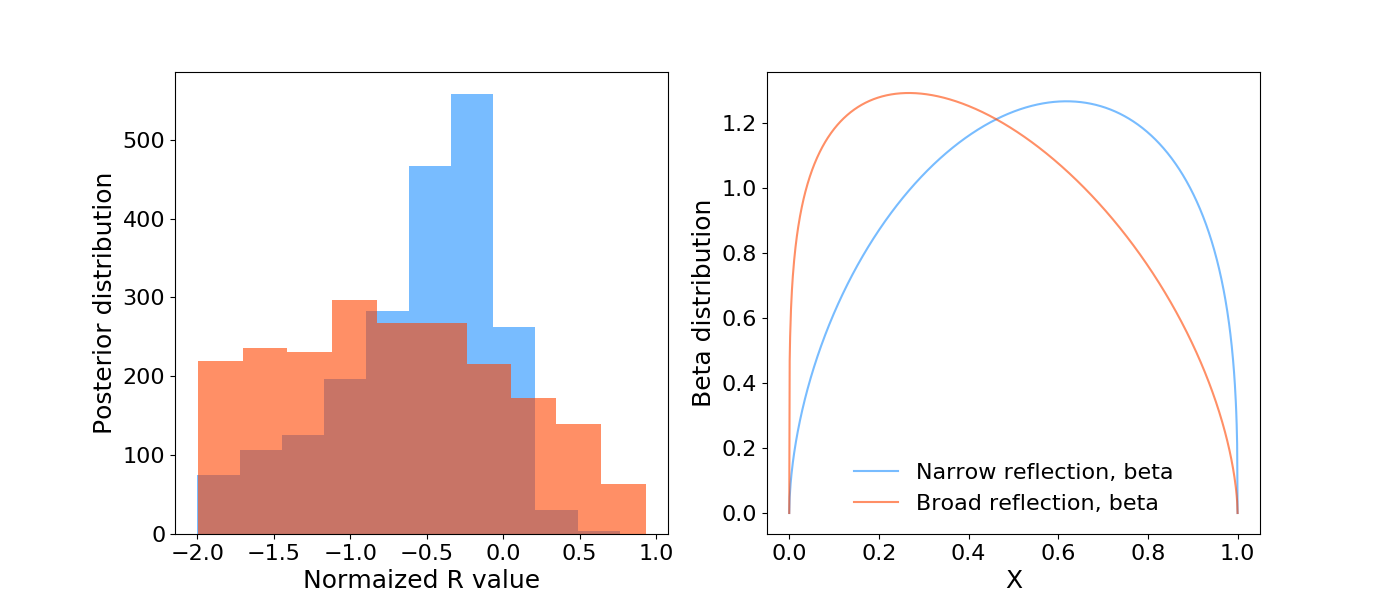 Posterior distribution
500
400
300
200
100
0
−2.0 −1.5 −1.0 −0.5 0.0 0.5 1.0
Normaized R value
Beta distribution
1.2
1.0
0.8
0.6
0.4
0.2
0.0
Narrow reflection, beta
Broad reflection, beta
0.0 0.2 0.4 0.6 0.8 1.0
X